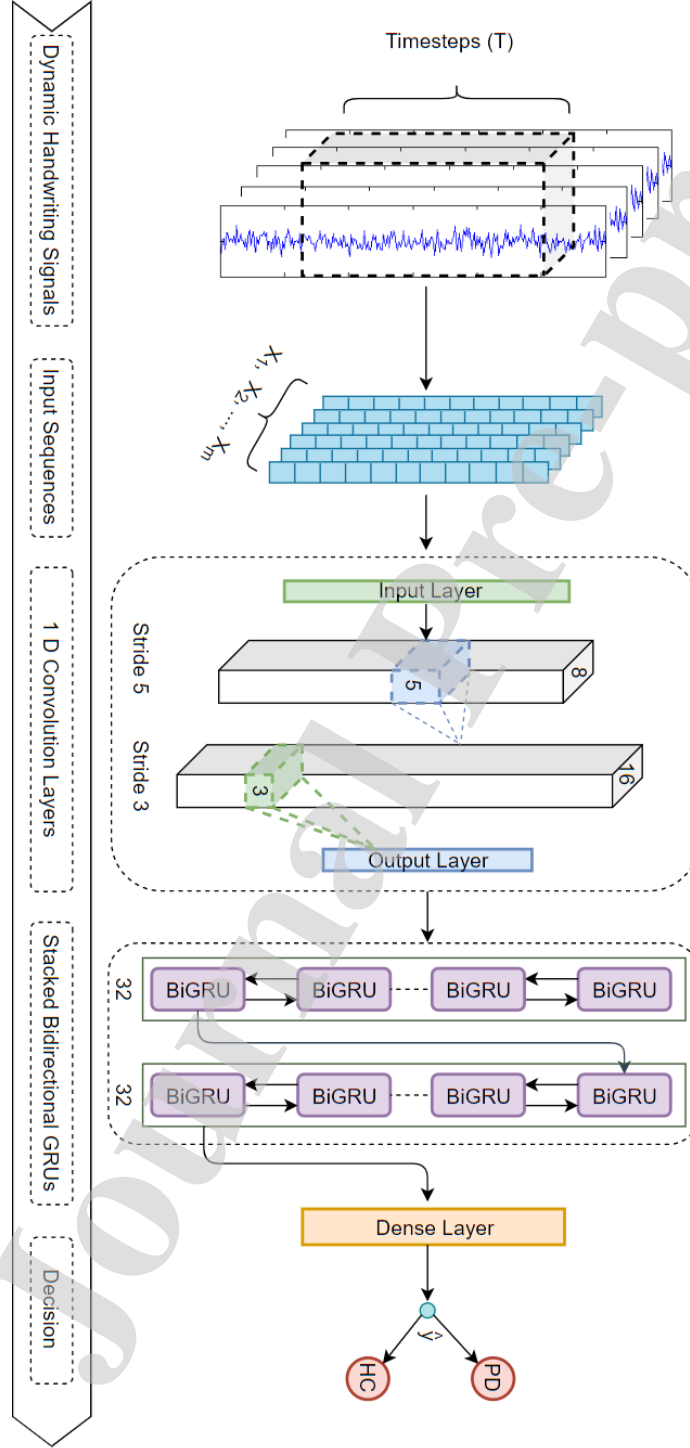 Timesteps (T)
Dynamic Handwriting Signals
X1, X2, ..., Xm
Input Sequences
Input Layer
8
5
Stride 5
1 D Convolution Layers
16
3
Stride 3
Output Layer
BiGRU BiGRU BiGRU BiGRU
32
Stacked Bidirectional GRUs
BiGRU BiGRU BiGRU BiGRU
32
Dense Layer
Decision
ŷ
HC PD
Journal Pre-p